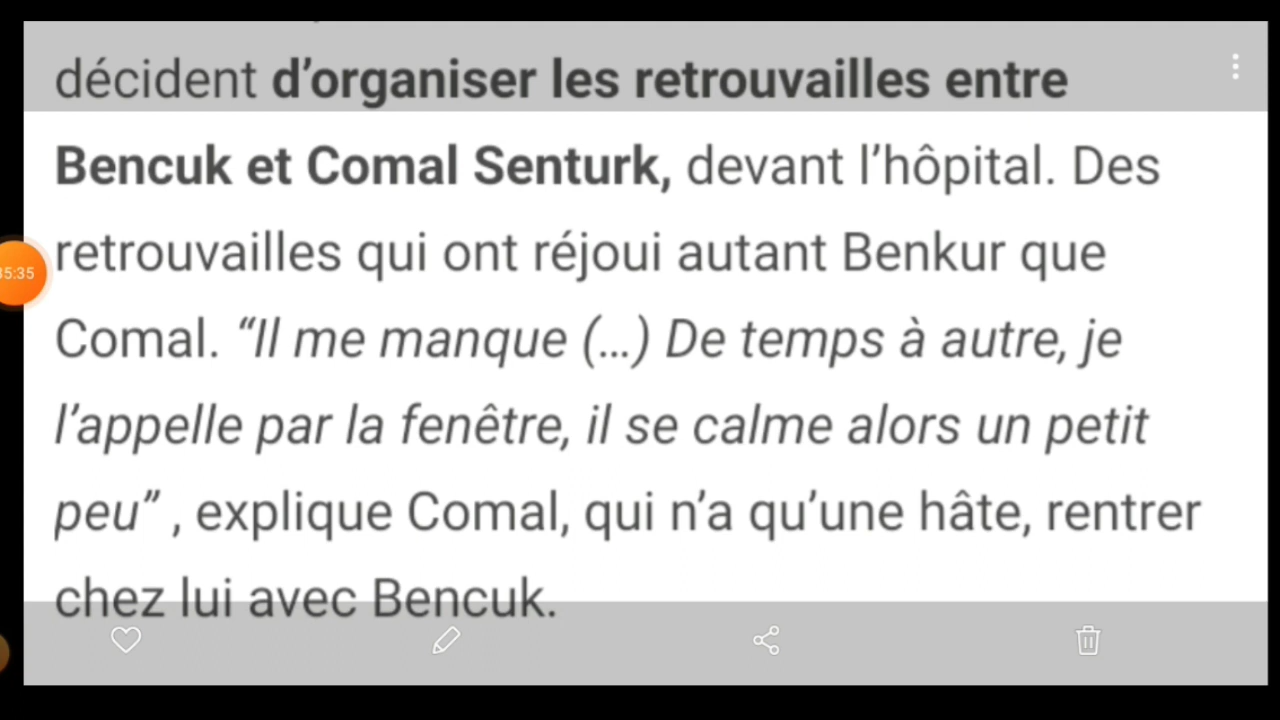 décident d’organiser les retrouvailles entre
Bencuk et Comal Senturk, devant l’hôpital. Des
retrouvailles qui ont réjoui autant Benkur que
Comal. “Il me manque (...) De temps à autre, je
l’appelle par la fenêtre, il se calme alors un petit
peu” , explique Comal, qui n’a qu’une hâte, rentrer
chez lui avec Bencuk.
35:35